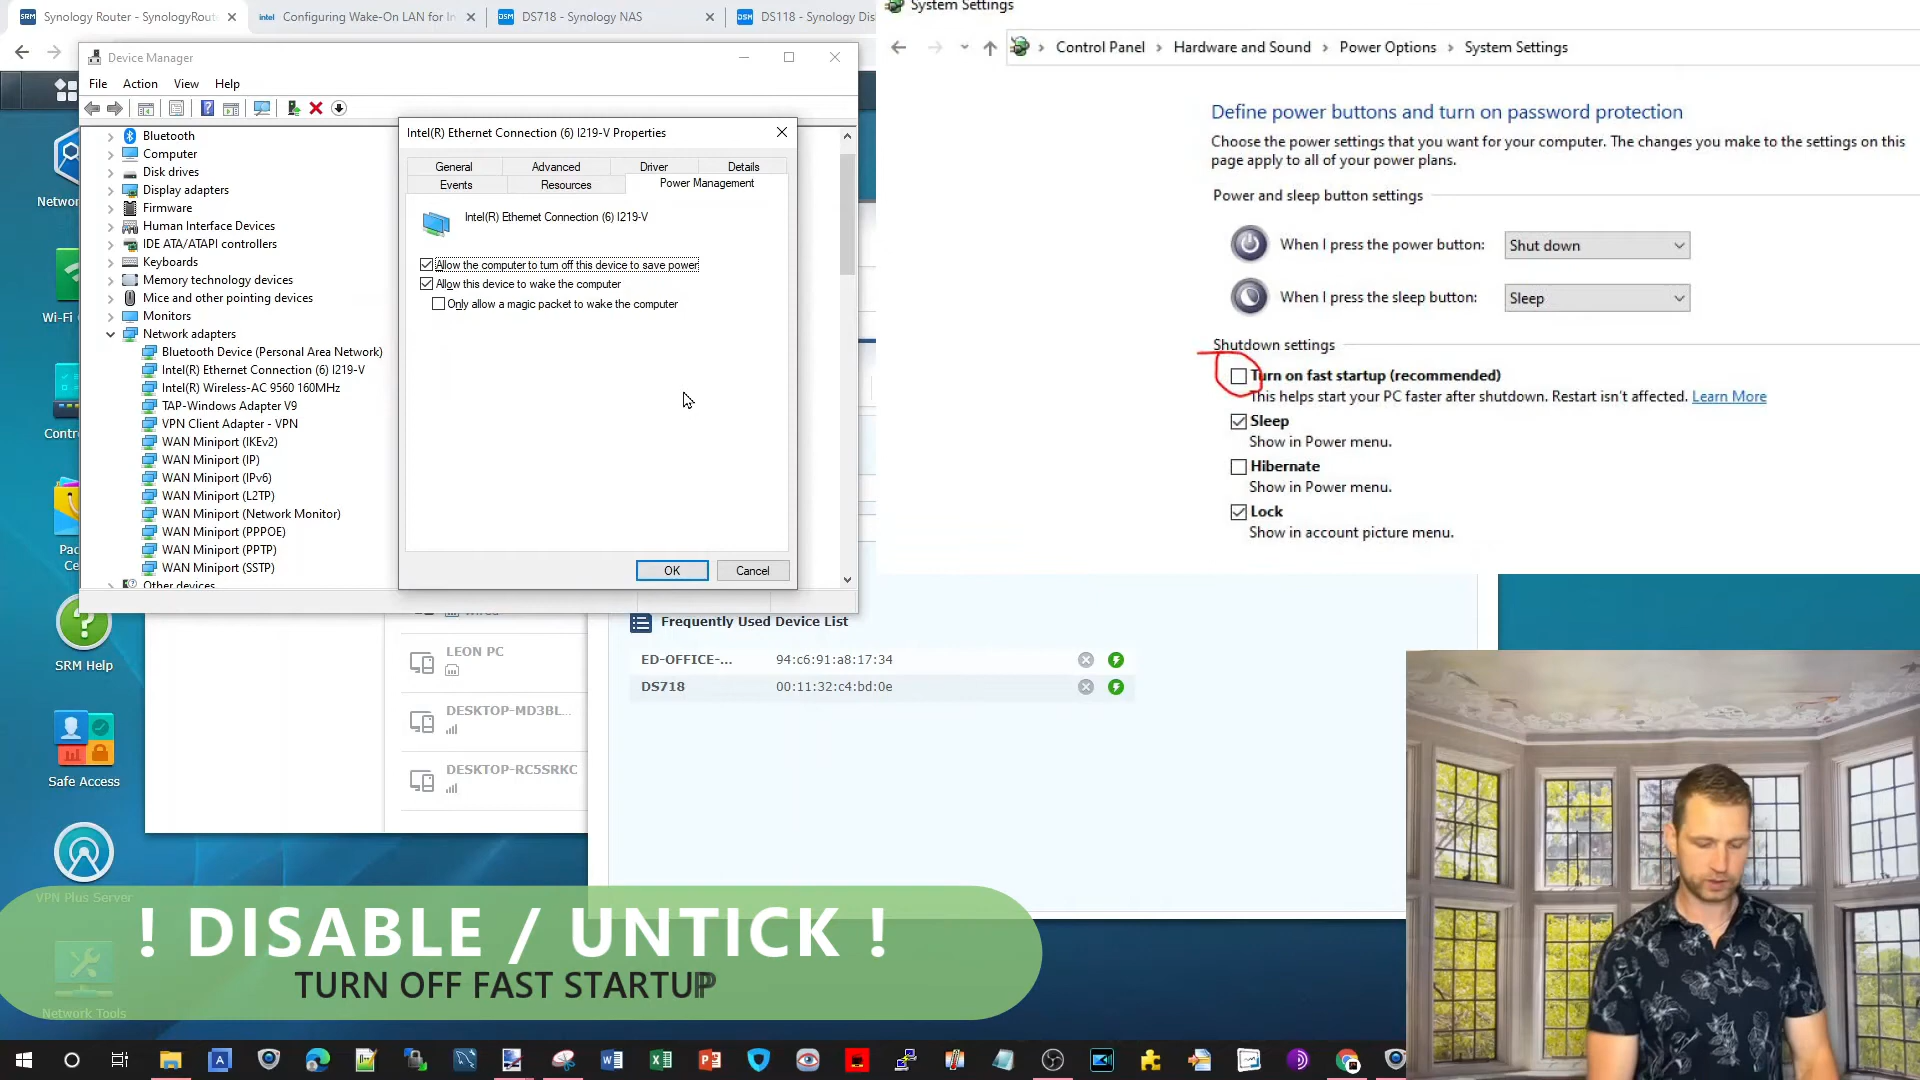 Synology Router - SynologyRout
Configuring Wake-On LAN for In
DS718 - Synology NAS
DS118 - Synology Dis
Device Manager
File Action View Help
Bluetooth
Computer
Disk drives
Display adapters
Firmware
Human Interface Devices
IDE ATA/ATAPI controllers
Keyboards
Memory technology devices
Mice and other pointing devices
Monitors
Network adapters
Bluetooth Device (Personal Area Network)
Intel(R) Ethernet Connection (6) I219-V
Intel(R) Wireless-AC 9560 160MHz
TAP-Windows Adapter V9
VPN Client Adapter - VPN
WAN Miniport (IKEv2)
WAN Miniport (IP)
WAN Miniport (IPv6)
WAN Miniport (L2TP)
WAN Miniport (Network Monitor)
WAN Miniport (PPPOE)
WAN Miniport (PPTP)
WAN Miniport (SSTP)
Other devices
Intel(R) Ethernet Connection (6) I219-V Properties
General Advanced Driver Details
Events Resources Power Management
Intel(R) Ethernet Connection (6) I219-V
Allow the computer to turn off this device to save power
Allow this device to wake the computer
Only allow a magic packet to wake the computer
OK Cancel
System Settings
Control Panel > Hardware and Sound > Power Options > System Settings
Define power buttons and turn on password protection
Choose the power settings that you want for your computer. The changes you make to the settings on this
page apply to all of your power plans.
Power and sleep button settings
When I press the power button: Shut down
When I press the sleep button: Sleep
Shutdown settings
Turn on fast startup (recommended)
This helps start your PC faster after shutdown. Restart isn't affected. Learn More
Sleep
Show in Power menu.
Hibernate
Show in Power menu.
Lock
Show in account picture menu.
Networ
Wi-Fi
Contr
Pac
Ce
SRM Help
Safe Access
VPN Plus Server
Network Tools
Wired
LEON PC
DESKTOP-MD3BL...
DESKTOP-RC5SRKC
Frequently Used Device List
ED-OFFICE-... 94:c6:91:a8:17:34
DS718 00:11:32:c4:bd:0e
! DISABLE / UNTICK !
TURN OFF FAST STARTUP